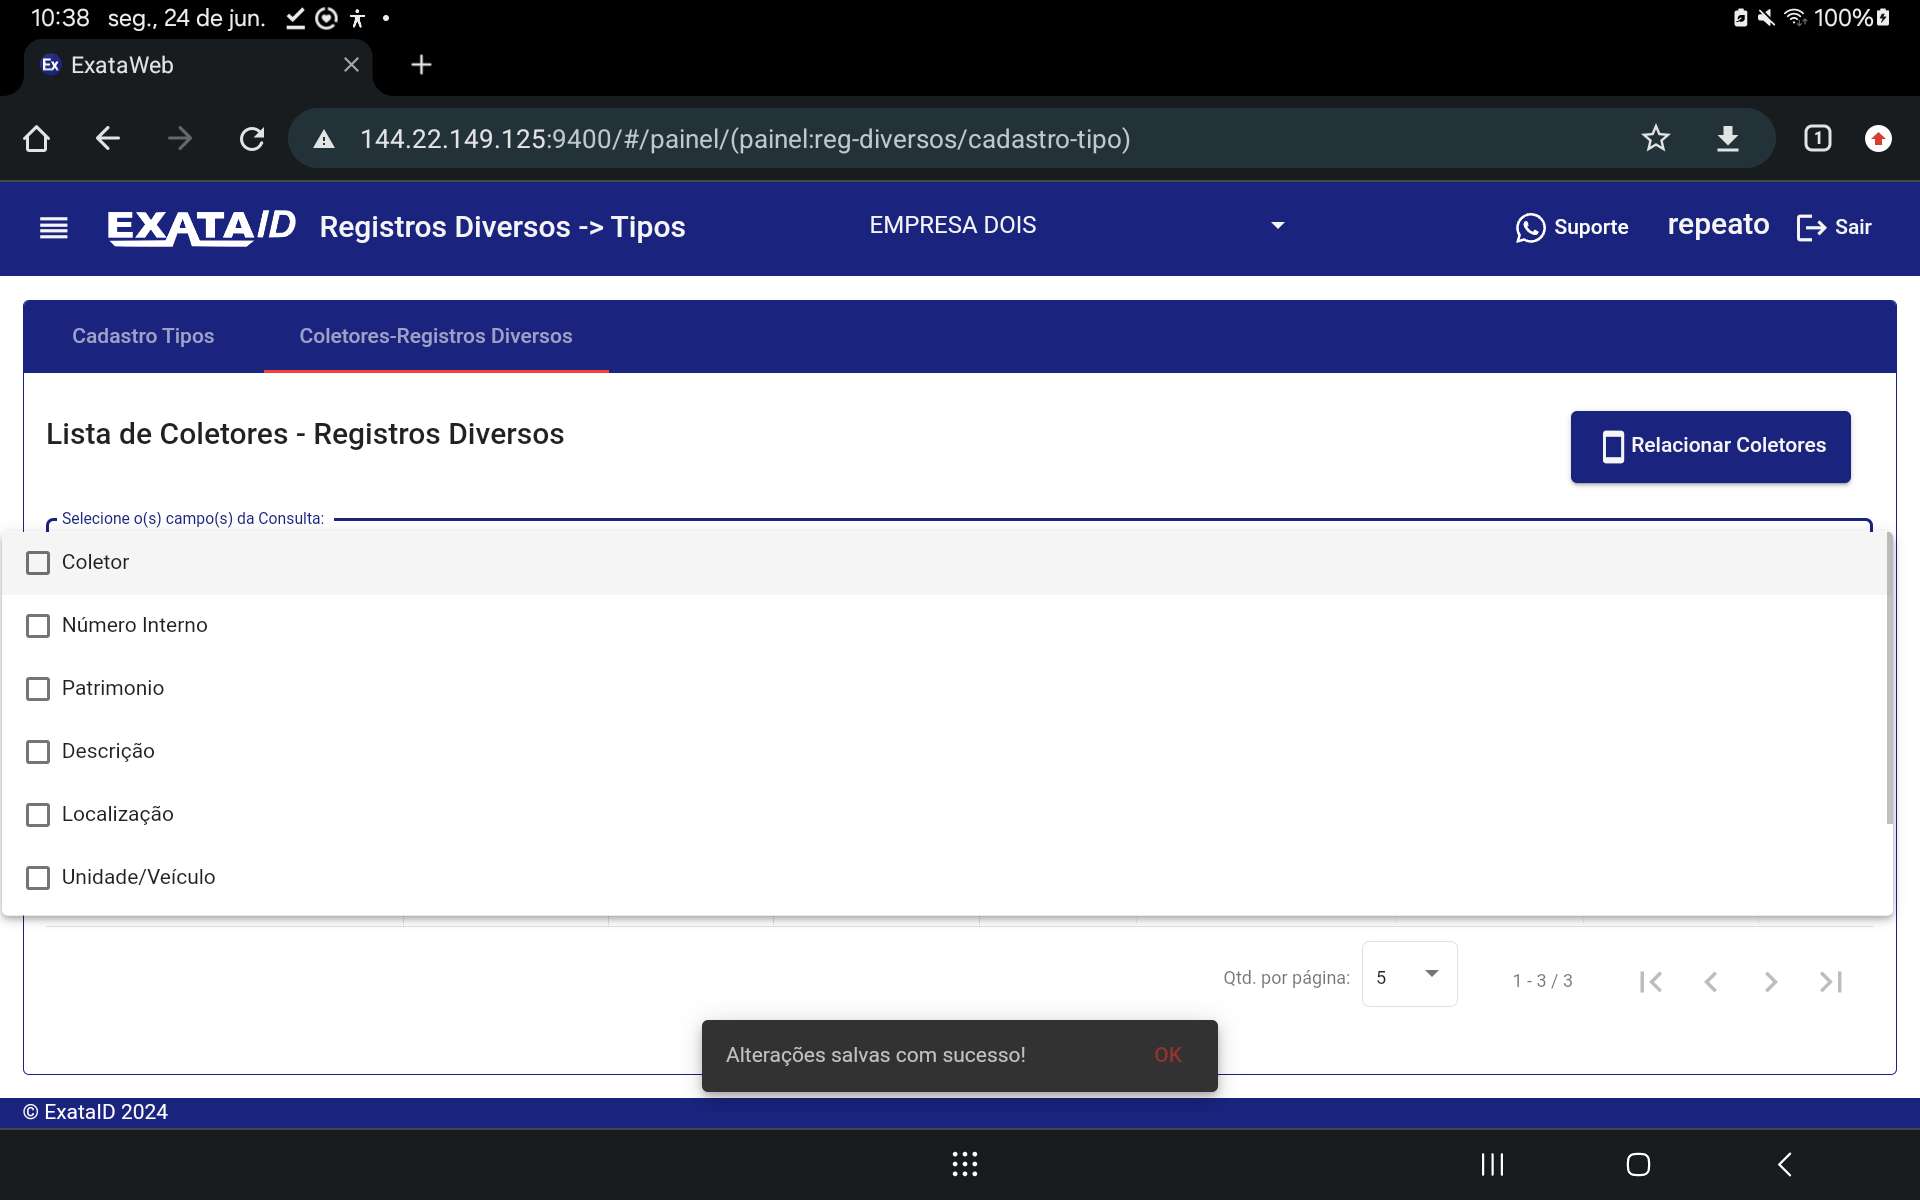 10:38 seg., 24 de jun. 100%
Ex ExataWeb
144.22.149.125:9400/#/painel/(painel:reg-diversos/cadastro-tipo) 1
EXATAID Registros Diversos -> Tipos EMPRESA DOIS Suporte repeato Sair
Cadastro Tipos Coletores-Registros Diversos
Lista de Coletores - Registros Diversos
Relacionar Coletores
Selecione o(s) campo(s) da Consulta:
Coletor
Número Interno
Patrimonio
Descrição
Localização
Unidade/Veículo
Qtd. por página: 5 1 - 3 / 3
Alterações salvas com sucesso! OK
© ExataID 2024